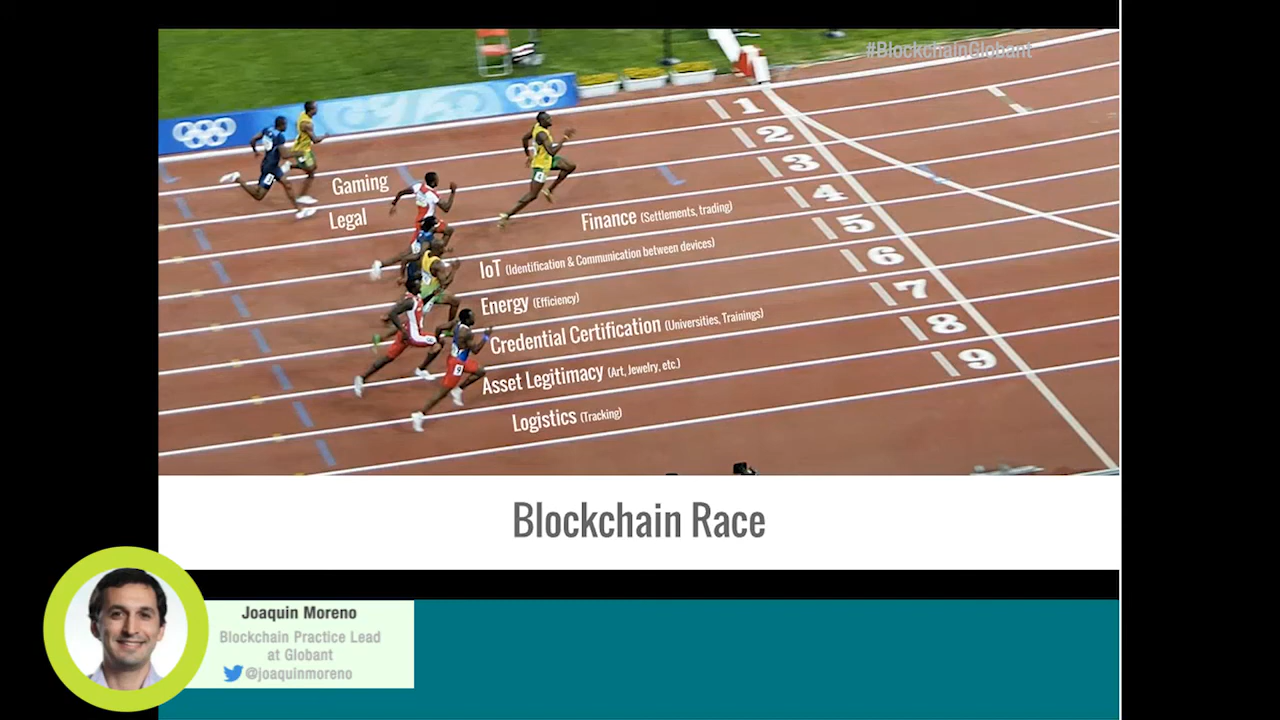 #BlockchainGlobant
1
2
3
4
5
6
7
8
9
Gaming
Legal
Finance (Settlements, trading)
IoT (Identification & Communication between devices)
Energy (Efficiency)
Credential Certification (Universities, Trainings)
Asset Legitimacy (Art, Jewelry, etc.)
Logistics (Tracking)
Blockchain Race
Joaquin Moreno
Blockchain Practice Lead
at Globant
@joaquinmoreno